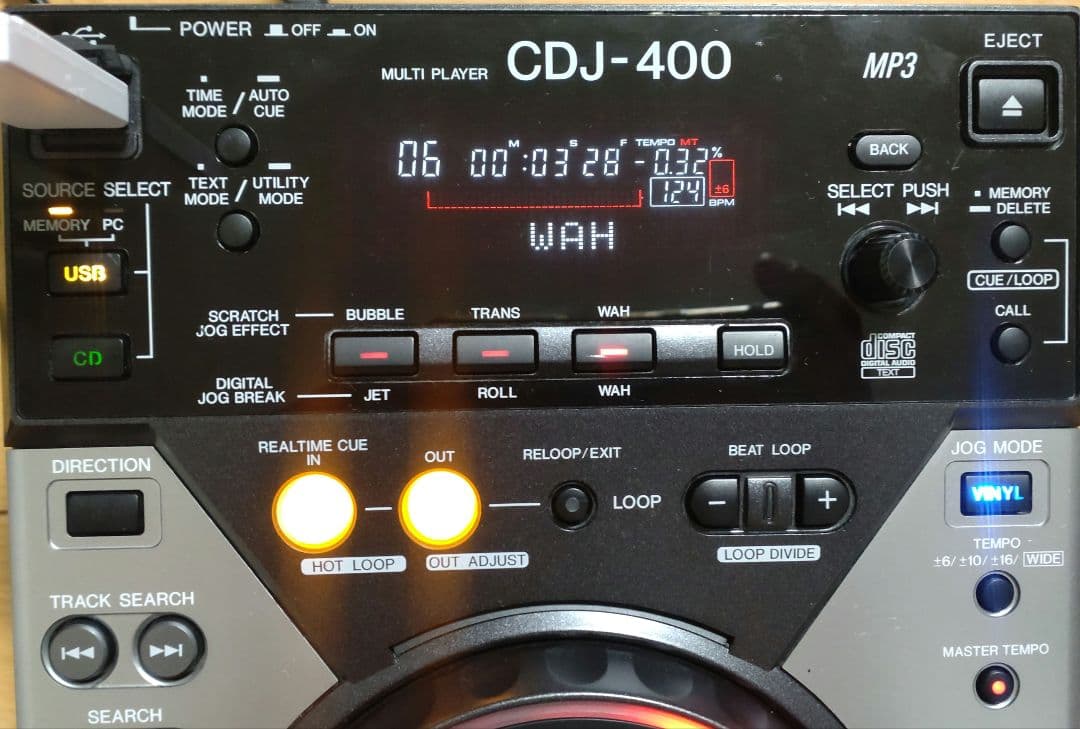 POWER OFF ON
MULTI PLAYER CDJ-400
MP3
EJECT
TIME MODE / AUTO CUE
TEXT MODE / UTILITY MODE
SOURCE SELECT
MEMORY PC
USB
CD
06 00 M :03 S 28 F TEMPO MT -0.32 %
124 BPM ±6
WAH
BACK
SELECT PUSH
MEMORY
DELETE
CUE/LOOP
CALL
COMPACT
disc
DIGITAL AUDIO
TEXT
SCRATCH
JOG EFFECT
BUBBLE TRANS WAH
HOLD
DIGITAL
JOG BREAK
JET ROLL WAH
DIRECTION
REALTIME CUE
IN OUT RELOOP/EXIT
LOOP
HOT LOOP OUT ADJUST
BEAT LOOP
- +
LOOP DIVIDE
JOG MODE
VINYL
TEMPO
±6/±10/±16/WIDE
MASTER TEMPO
TRACK SEARCH
SEARCH